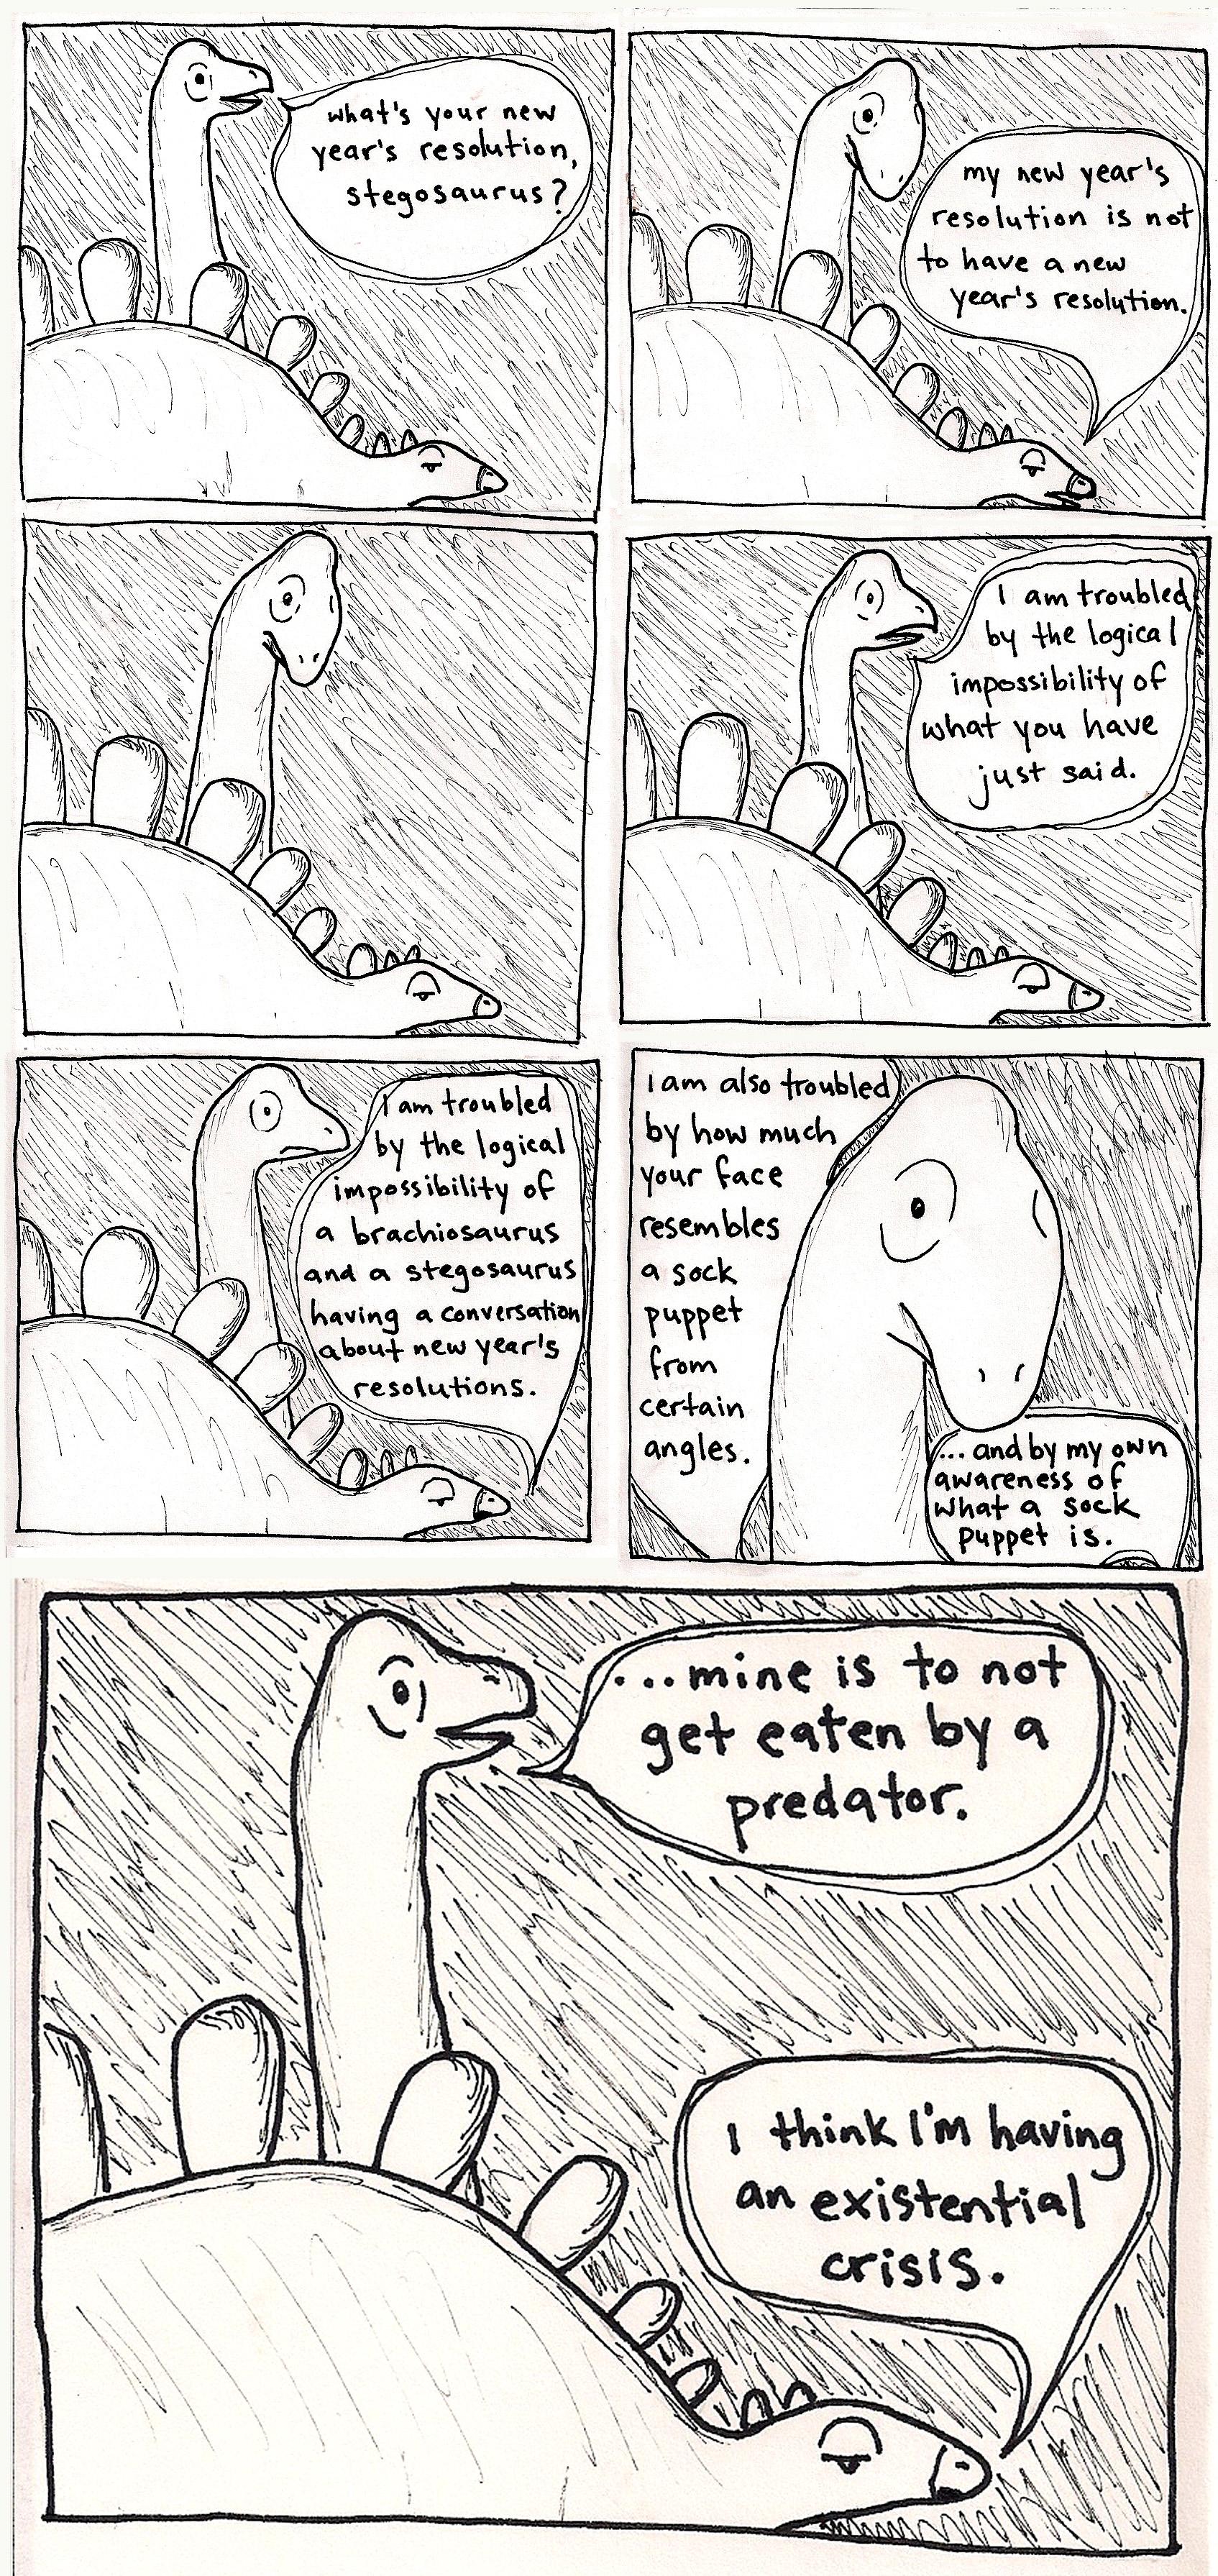 what's your new
year's resolution,
stegosaurus?
my new year's
resolution is not
to have a new
year's resolution.
I am troubled
by the logical
impossibility of
what you have
just said.
I am troubled
by the logical
impossibility of
a brachiosaurus
and a stegosaurus
having a conversation
about new year's
resolutions.
I am also troubled
by how much
your face
resembles
a sock
puppet
from
certain
angles.
... and by my own
awareness of
what a sock
puppet is.
...mine is to not
get eaten by a
predator.
I think I'm having
an existential
crisis.